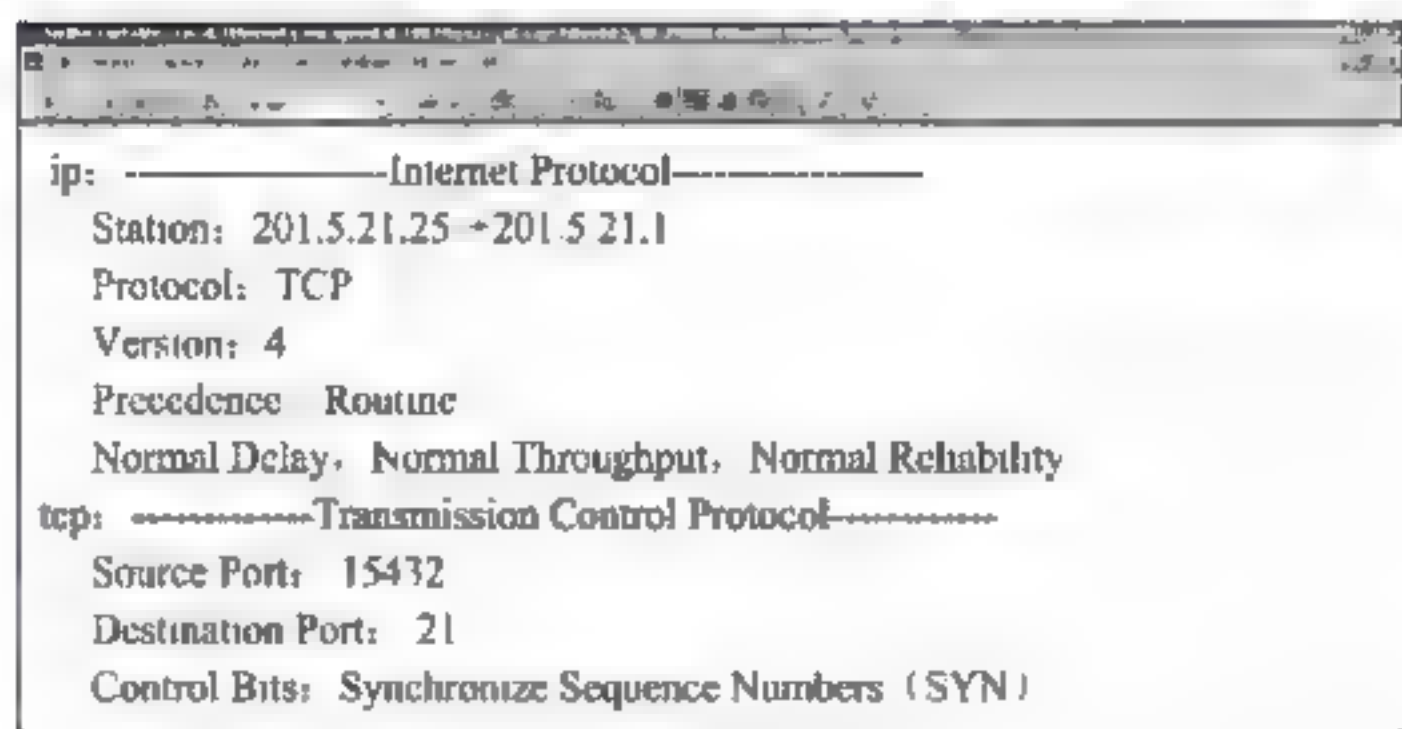 ip: -------------------Internet Protocol-------------------
Station: 201.5.21.25→201.5 21.1
Protocol: TCP
Version: 4
Precedence Routine
Normal Delay, Normal Throughput, Normal Reliability
tcp: -------------Transmission Control Protocol------------
Source Port: 15432
Destination Port: 21
Control Bits: Synchronize Sequence Numbers (SYN)